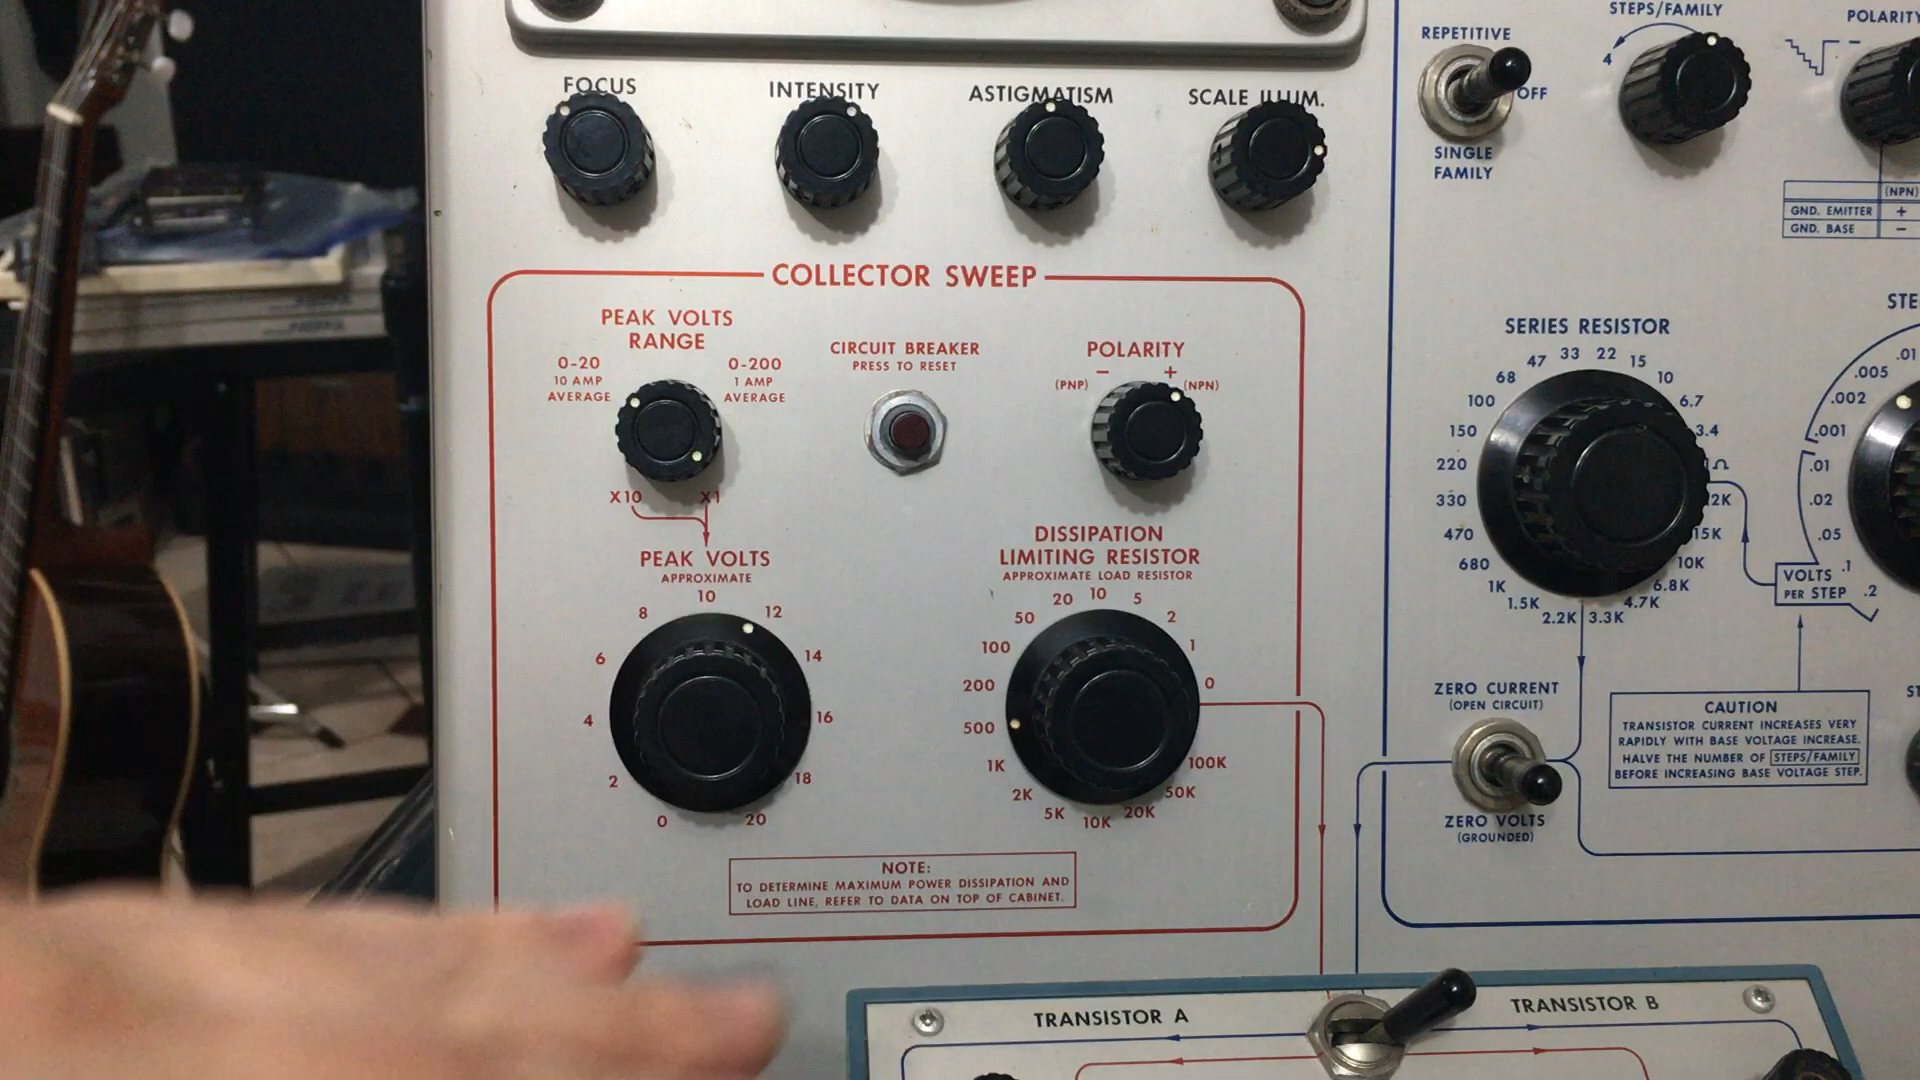 FOCUS
INTENSITY
ASTIGMATISM
SCALE ILLUM.
COLLECTOR SWEEP
PEAK VOLTS
RANGE
0-20
10 AMP
AVERAGE
0-200
1 AMP
AVERAGE
X10
X1
CIRCUIT BREAKER
PRESS TO RESET
POLARITY
- +
(PNP)
(NPN)
PEAK VOLTS
APPROXIMATE
0
2
4
6
8
10
12
14
16
18
20
DISSIPATION
LIMITING RESISTOR
APPROXIMATE LOAD RESISTOR
0
1
2
5
10
20
50
100
200
500
1K
2K
5K
10K
20K
50K
100K
NOTE:
TO DETERMINE MAXIMUM POWER DISSIPATION AND
LOAD LINE, REFER TO DATA ON TOP OF CABINET.
REPETITIVE
OFF
SINGLE
FAMILY
STEPS/FAMILY
4
POLARITY
(NPN)
GND. EMITTER +
GND. BASE -
SERIES RESISTOR
Ω
3.4
6.7
10
15
22
33
47
68
100
150
220
330
470
680
1K
1.5K
2.2K
3.3K
4.7K
6.8K
10K
15K
2K
.01
.005
.002
.001
.01
.02
.05
.1
.2
VOLTS
PER STEP
ZERO CURRENT
(OPEN CIRCUIT)
ZERO VOLTS
(GROUNDED)
CAUTION
TRANSISTOR CURRENT INCREASES VERY
RAPIDLY WITH BASE VOLTAGE INCREASE.
HALVE THE NUMBER OF STEPS/FAMILY
BEFORE INCREASING BASE VOLTAGE STEP.
TRANSISTOR A
TRANSISTOR B